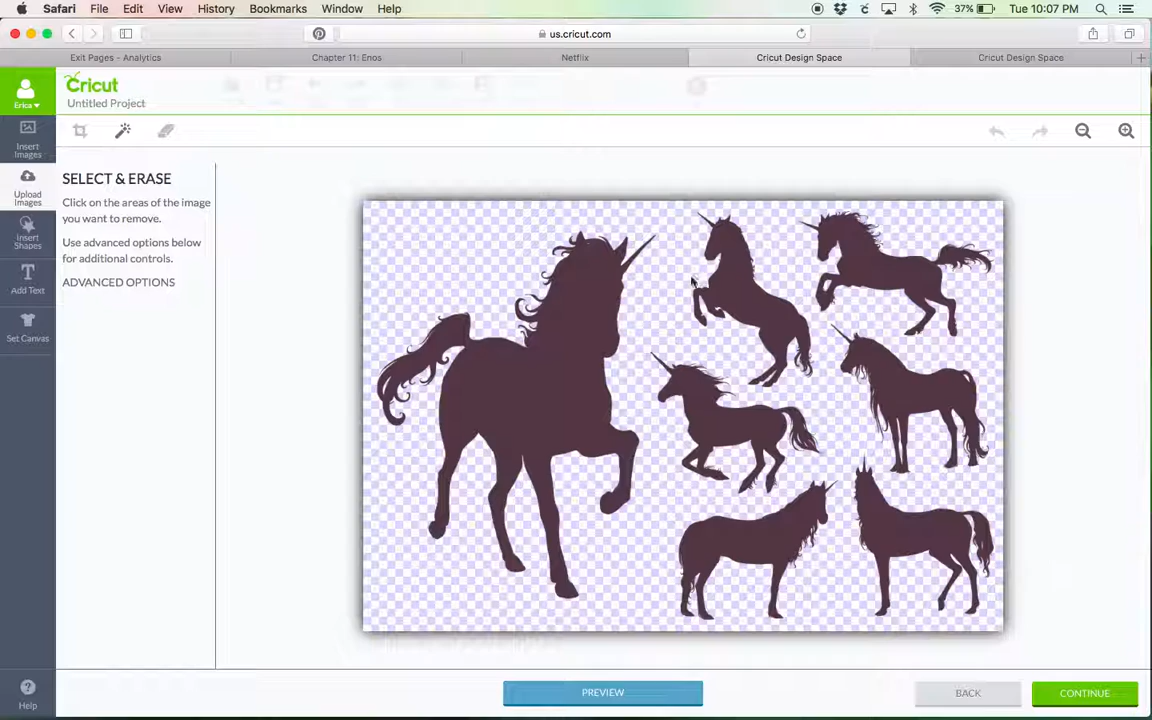 Safari File Edit View History Bookmarks Window Help 37% Tue 10:07 PM
us.cricut.com
Exit Pages - Analytics Chapter 11: Enos Netflix Cricut Design Space Cricut Design Space
Erica
Cricut
Untitled Project
Insert
Images
Upload
Images
Insert
Shapes
Add Text
Set Canvas
Help
SELECT & ERASE
Click on the areas of the image
you want to remove.
Use advanced options below
for additional controls.
ADVANCED OPTIONS
PREVIEW BACK CONTINUE